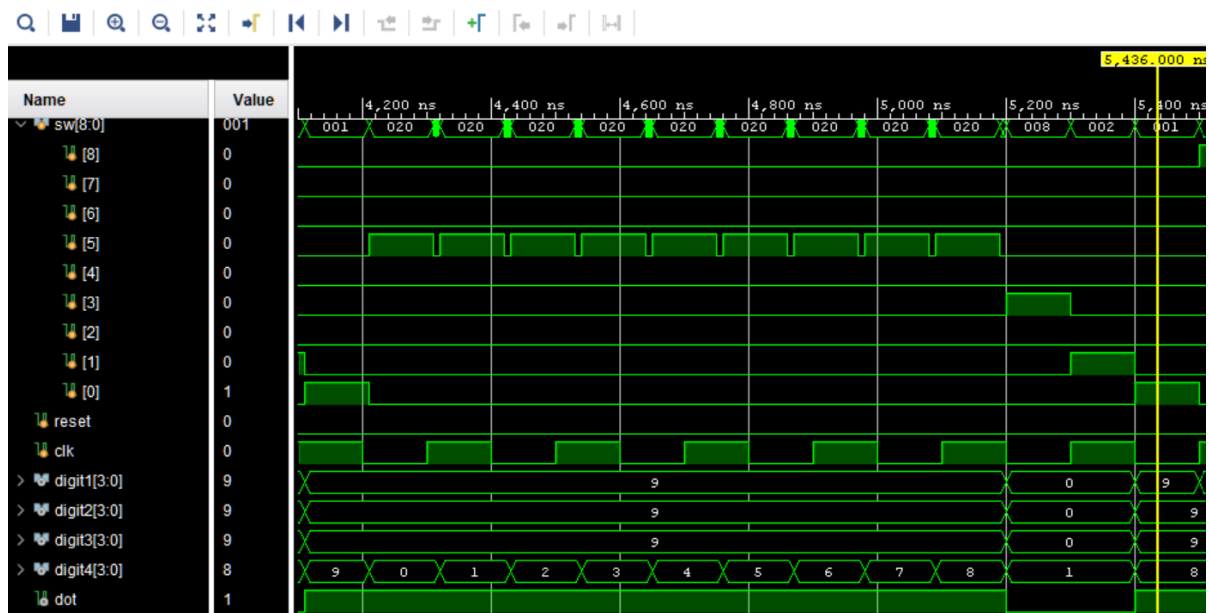 5,436.000 ns
Name Value
4,200 ns 4,400 ns 4,600 ns 4,800 ns 5,000 ns 5,200 ns 5,400 ns
sw[8:0] 001 001 020 020 020 020 020 020 020 020 020 008 002 001
[8] 0
[7] 0
[6] 0
[5] 0
[4] 0
[3] 0
[2] 0
[1] 0
[0] 1
reset 0
clk 0
digit1[3:0] 9 9 0 9
digit2[3:0] 9 9 0 9
digit3[3:0] 9 9 0 9
digit4[3:0] 8 9 0 1 2 3 4 5 6 7 8 1 8
dot 1